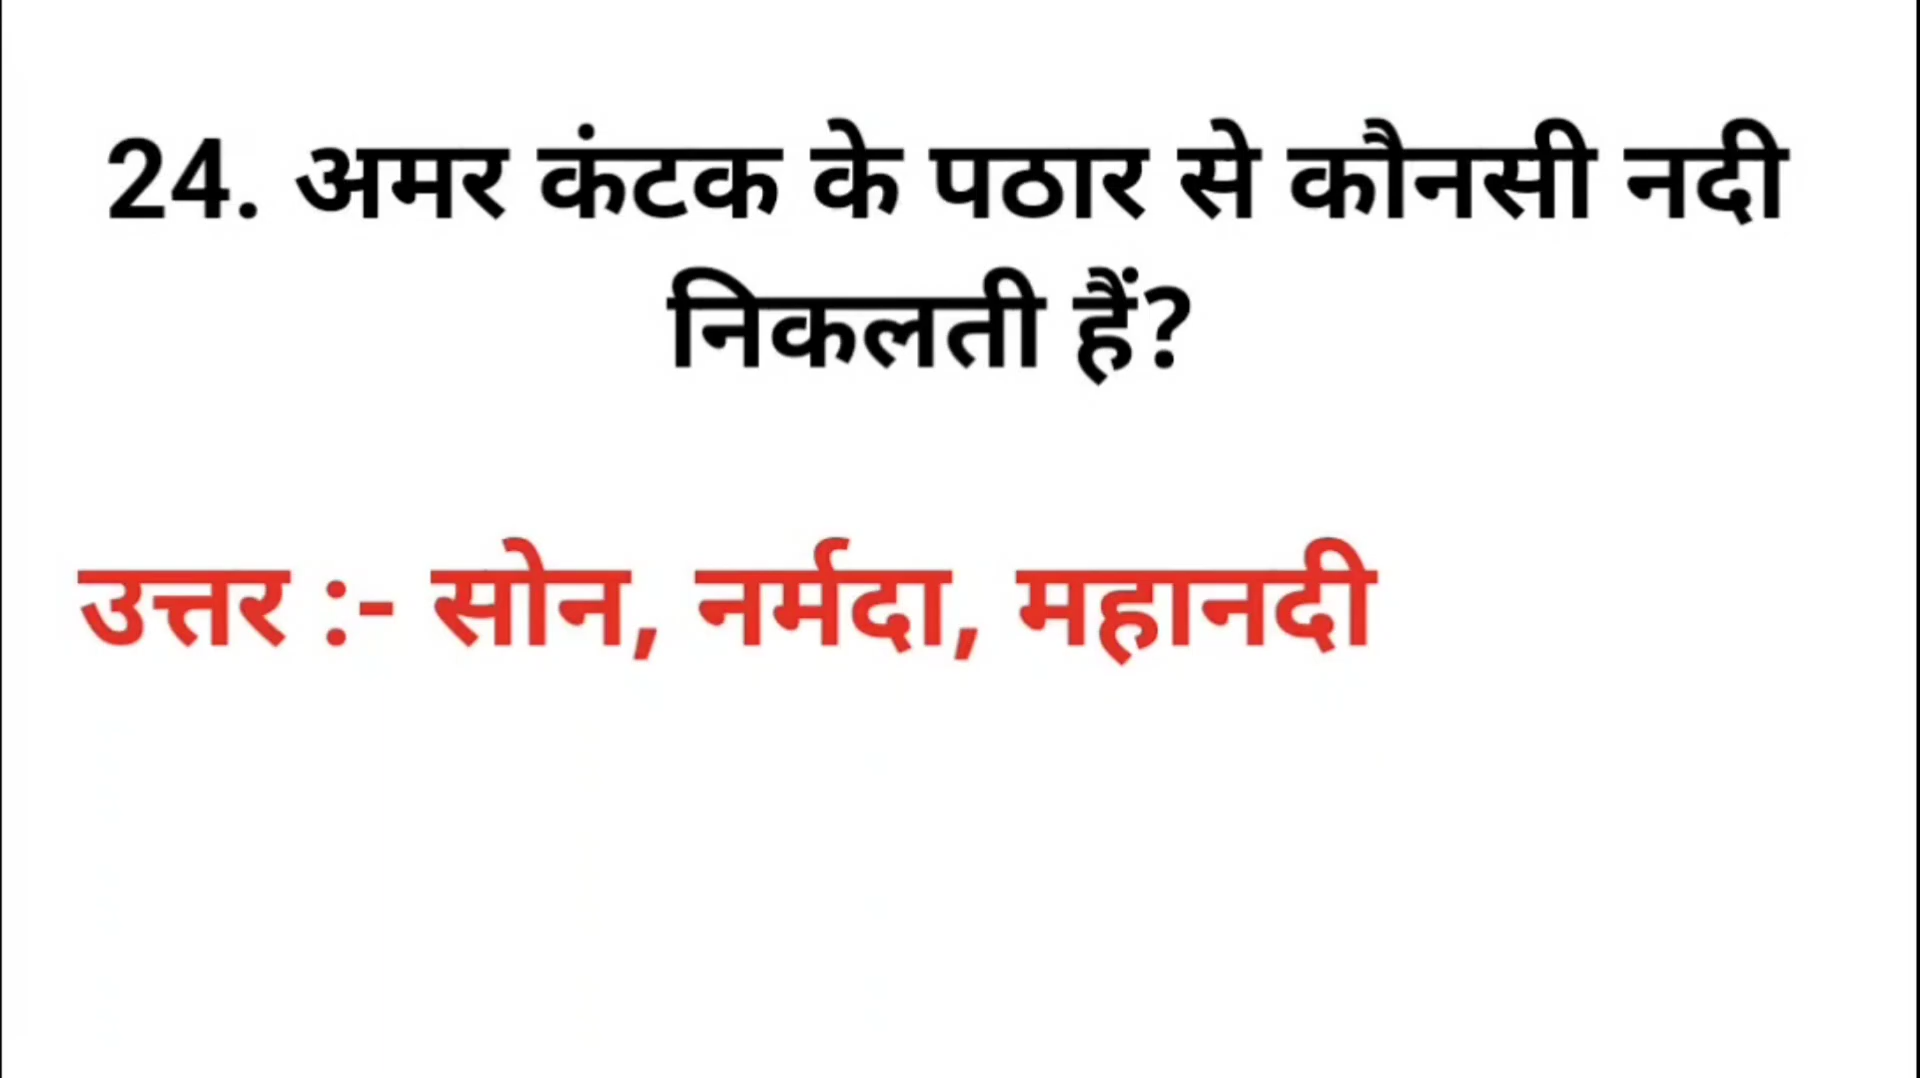 24. अमर कंटक के पठार से कौनसी नदी
निकलती हैं?
उत्तर :- सोन, नर्मदा, महानदी